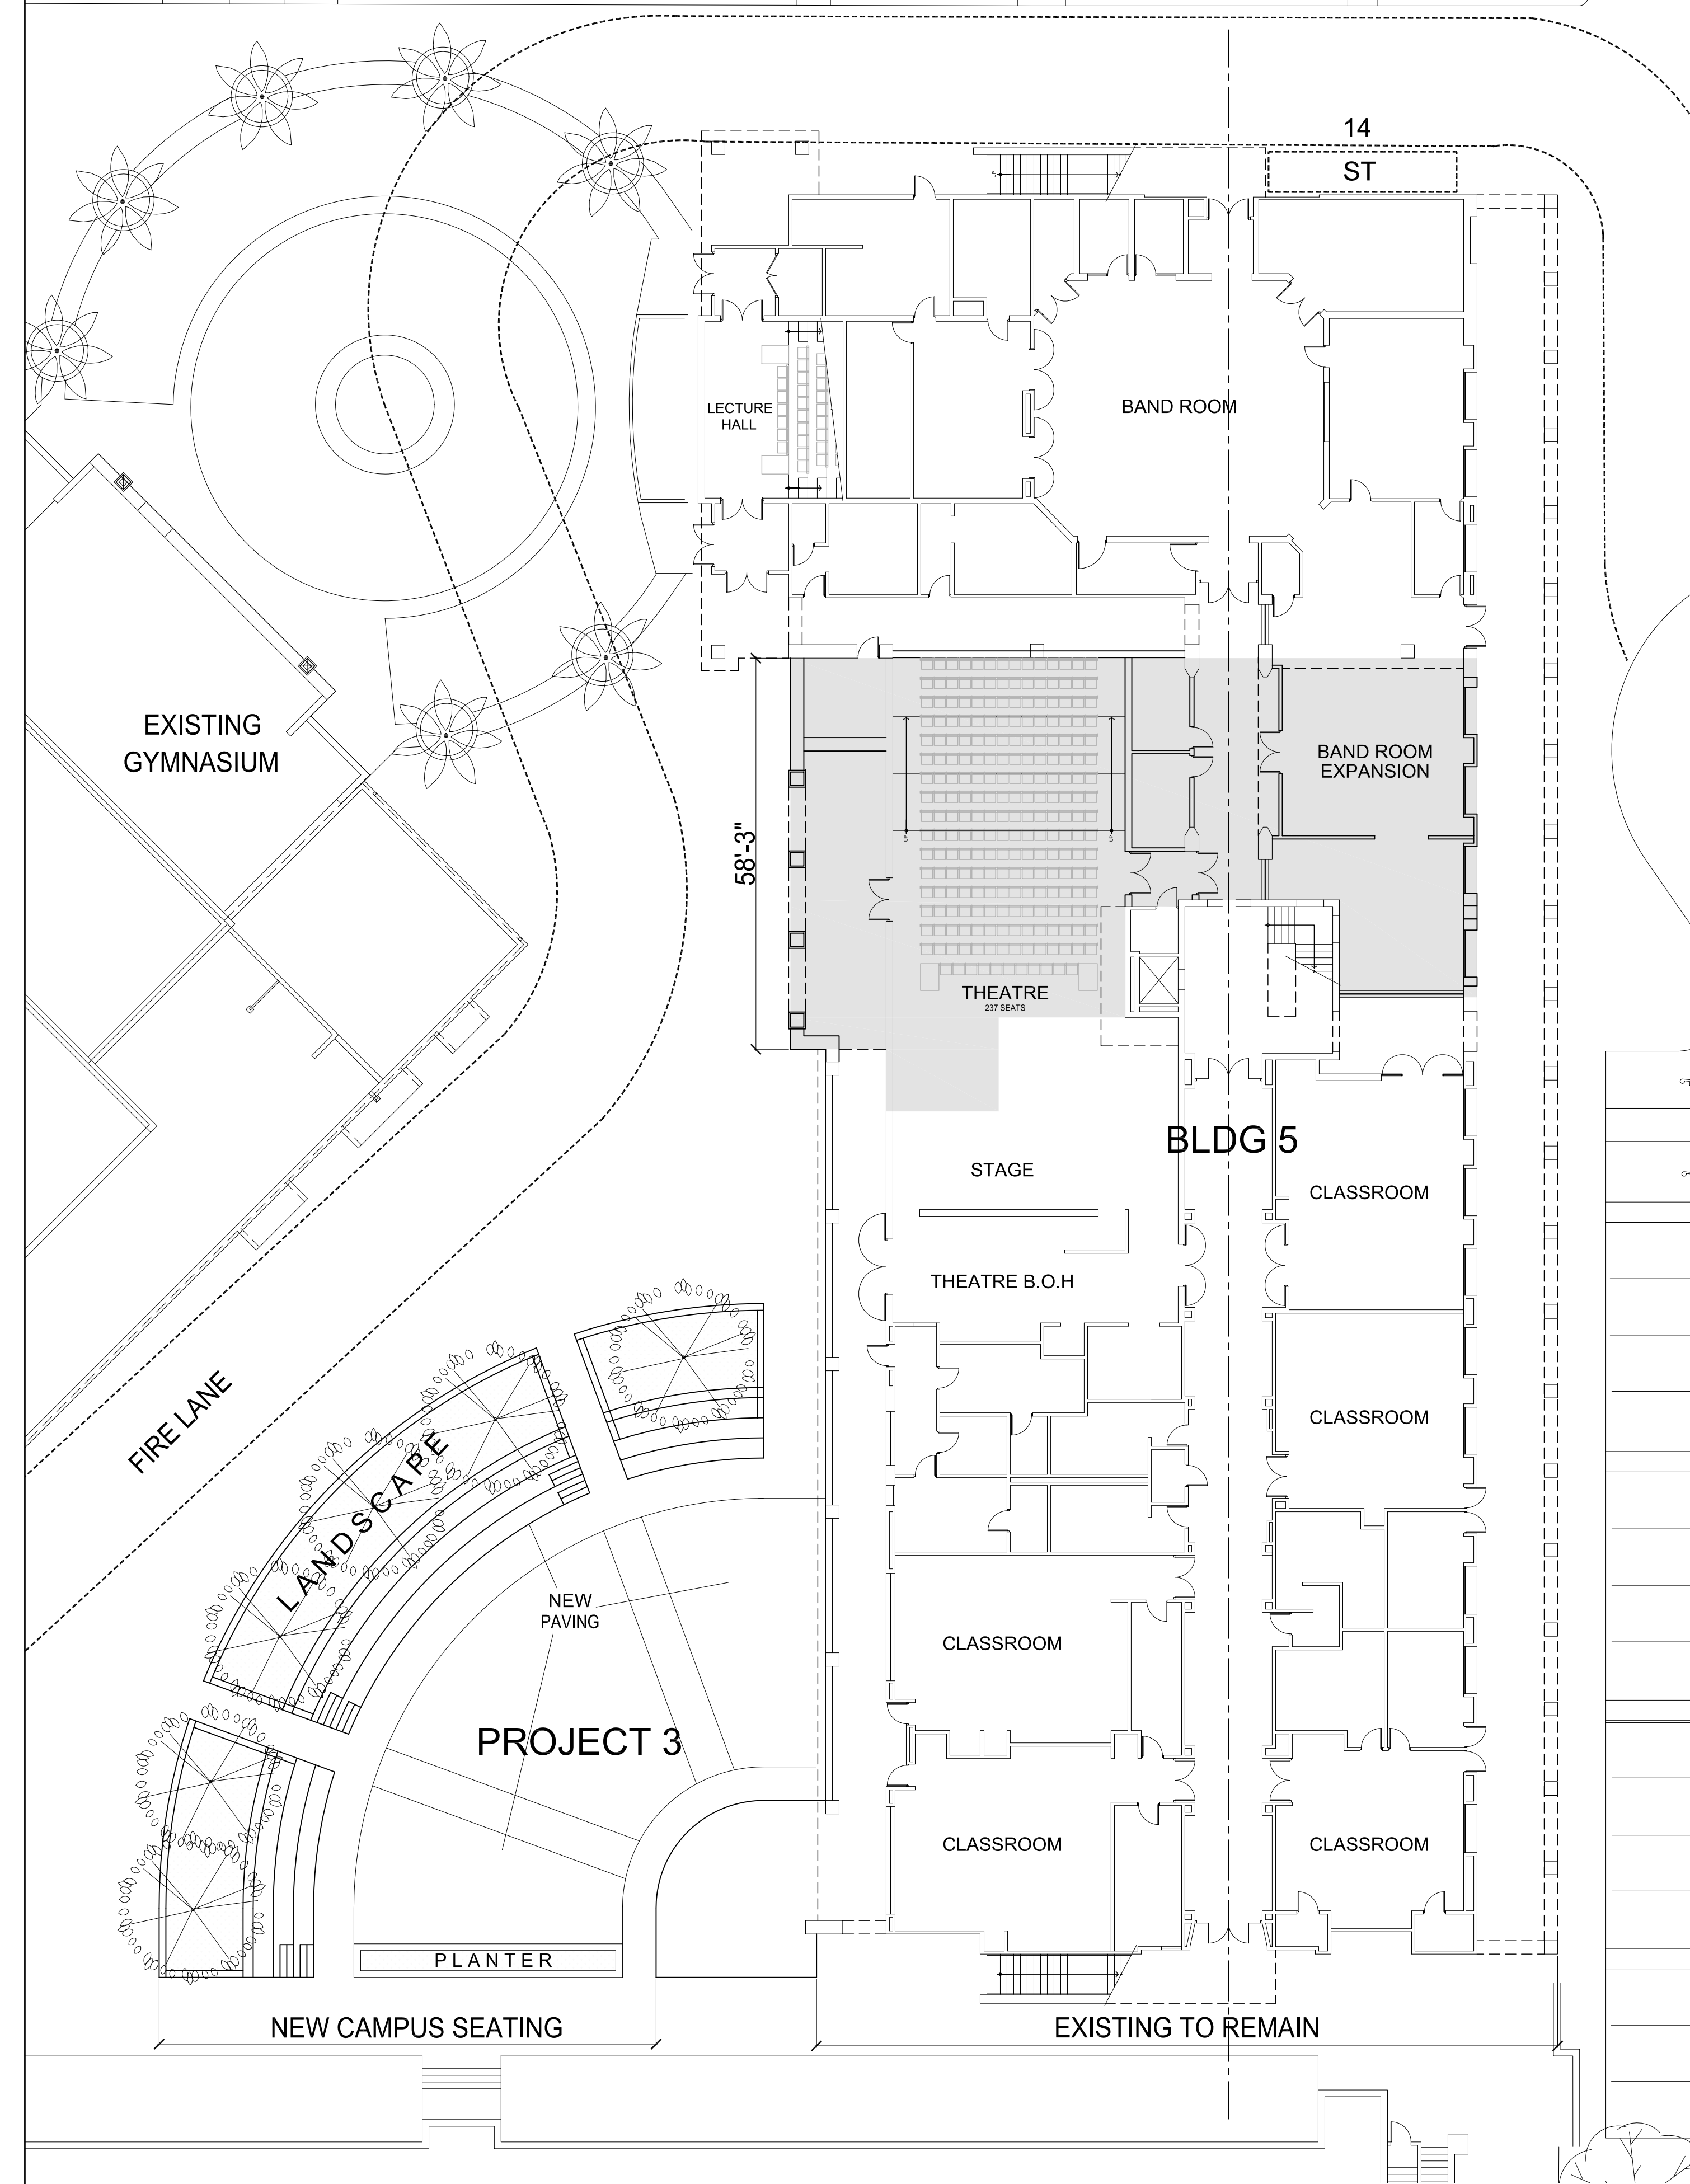 14
ST
LECTURE
HALL
BAND ROOM
EXISTING
GYMNASIUM
BAND ROOM
EXPANSION
58'-3"
THEATRE
237 SEATS
BLDG 5
STAGE
CLASSROOM
THEATRE B.O.H
FIRE LANE
CLASSROOM
LANDSCAPE
NEW
PAVING
CLASSROOM
PROJECT 3
CLASSROOM
CLASSROOM
PLANTER
NEW CAMPUS SEATING
EXISTING TO REMAIN